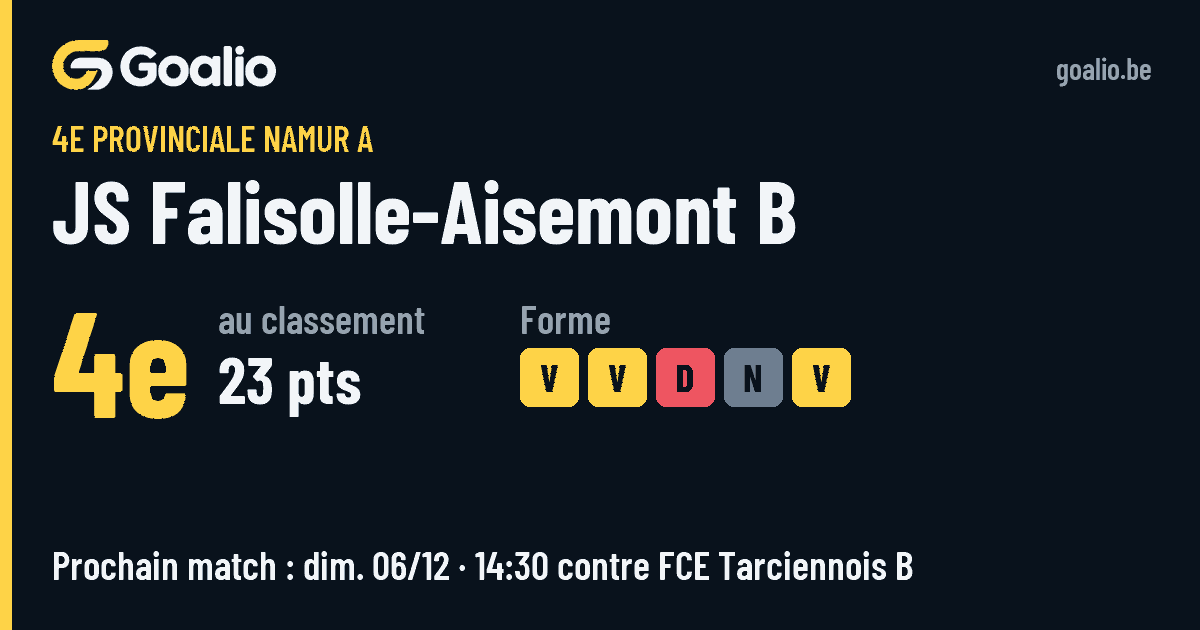 Goalio
goalio.be
4E PROVINCIALE NAMUR A
JS Falisolle-Aisemont B
4e
au classement
23 pts
Forme
V V D N V
Prochain match : dim. 06/12 · 14:30 contre FCE Tarciennois B